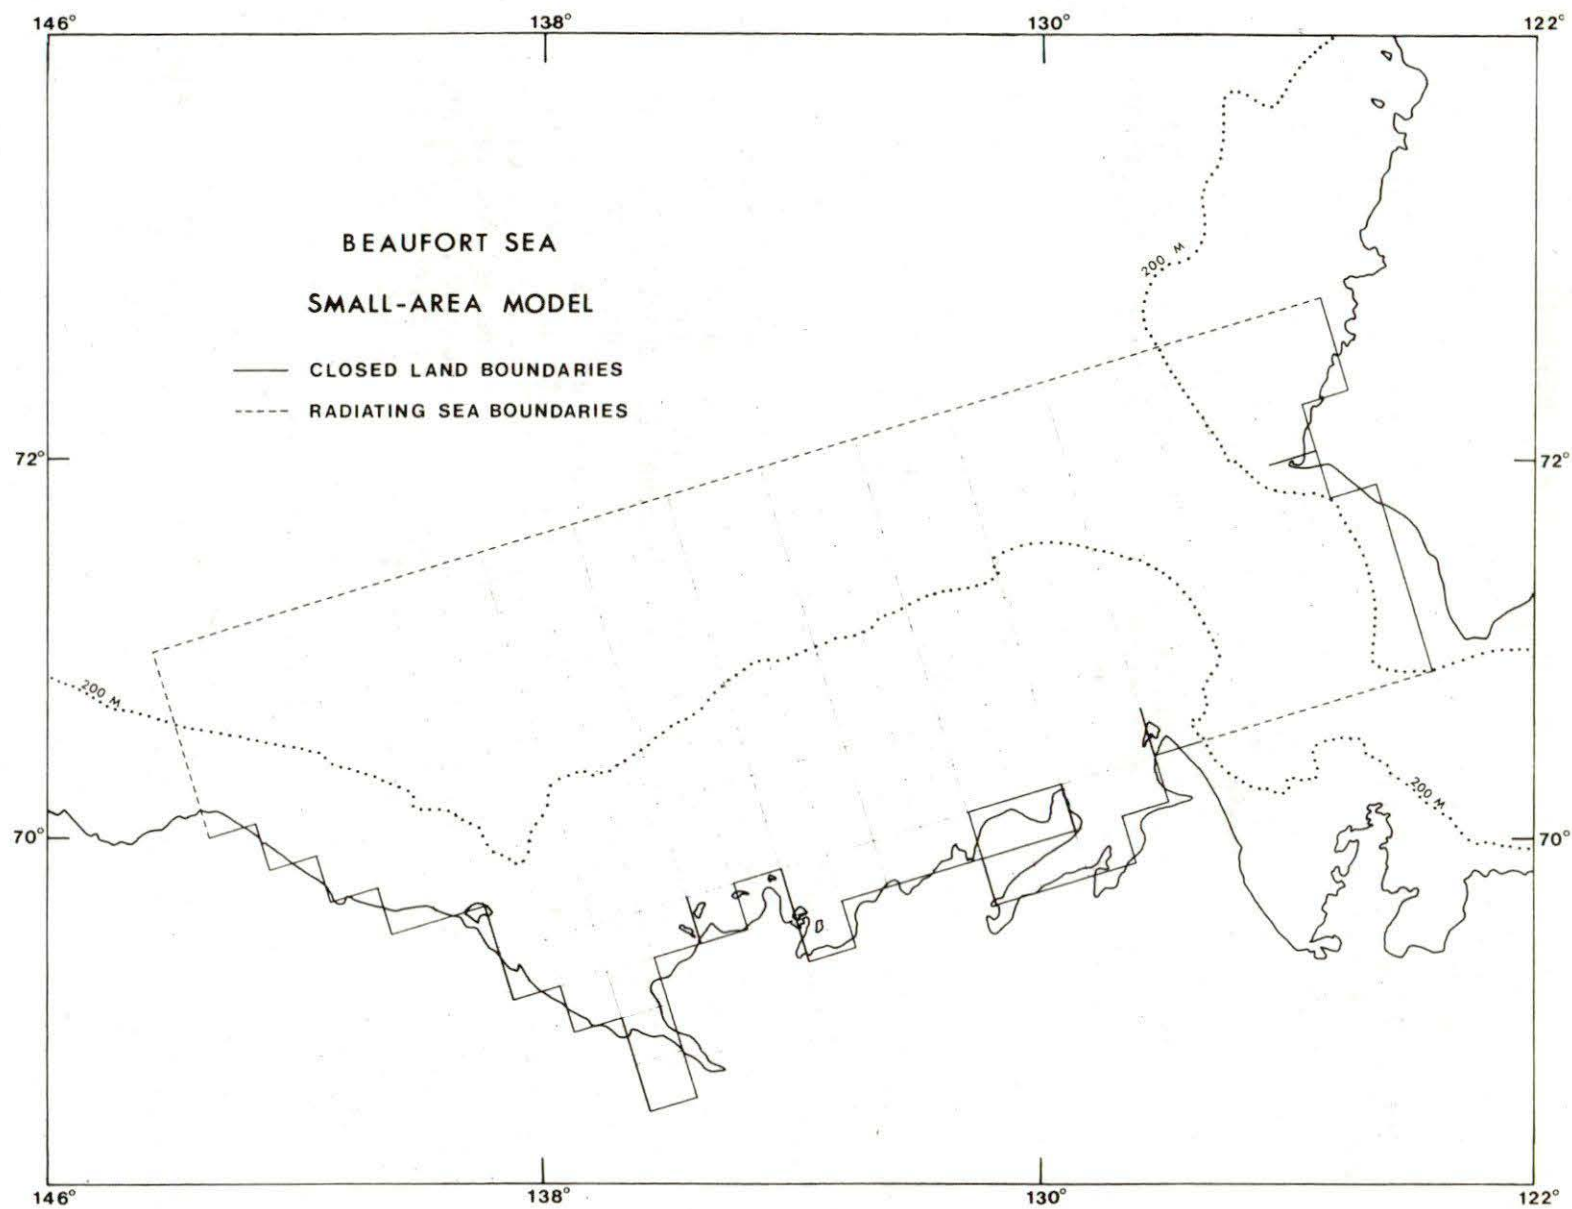 146° 138° 130° 122°
BEAUFORT SEA
SMALL-AREA MODEL
CLOSED LAND BOUNDARIES
RADIATING SEA BOUNDARIES
200 M
72° 72°
200 M
200 M
70° 70°
146° 138° 130° 122°